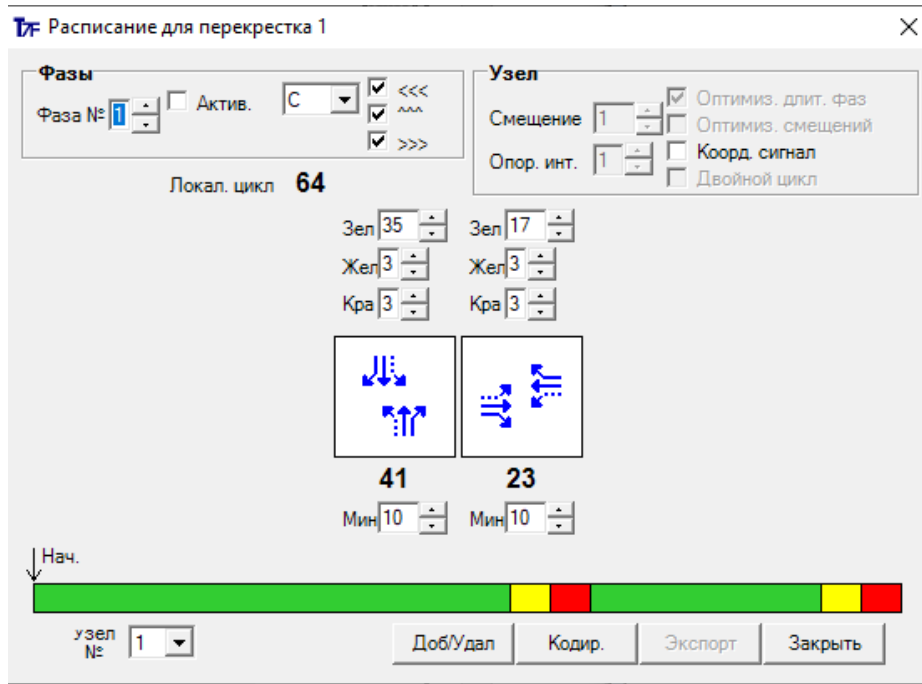 T7F Расписание для перекрестка 1
Фазы
Фаза № 1 Актив. C <<<
^^^
>>>
Узел
Смещение 1 Оптимиз. длит. фаз
Оптимиз. смещений
Опор. инт. 1 Коорд. сигнал
Двойной цикл
Локал. цикл 64
Зел 35 Зел 17
Жел 3 Жел 3
Кра 3 Кра 3
41 23
Мин 10 Мин 10
Нач.
узел № 1 Доб/Удал Кодир. Экспорт Закрыть